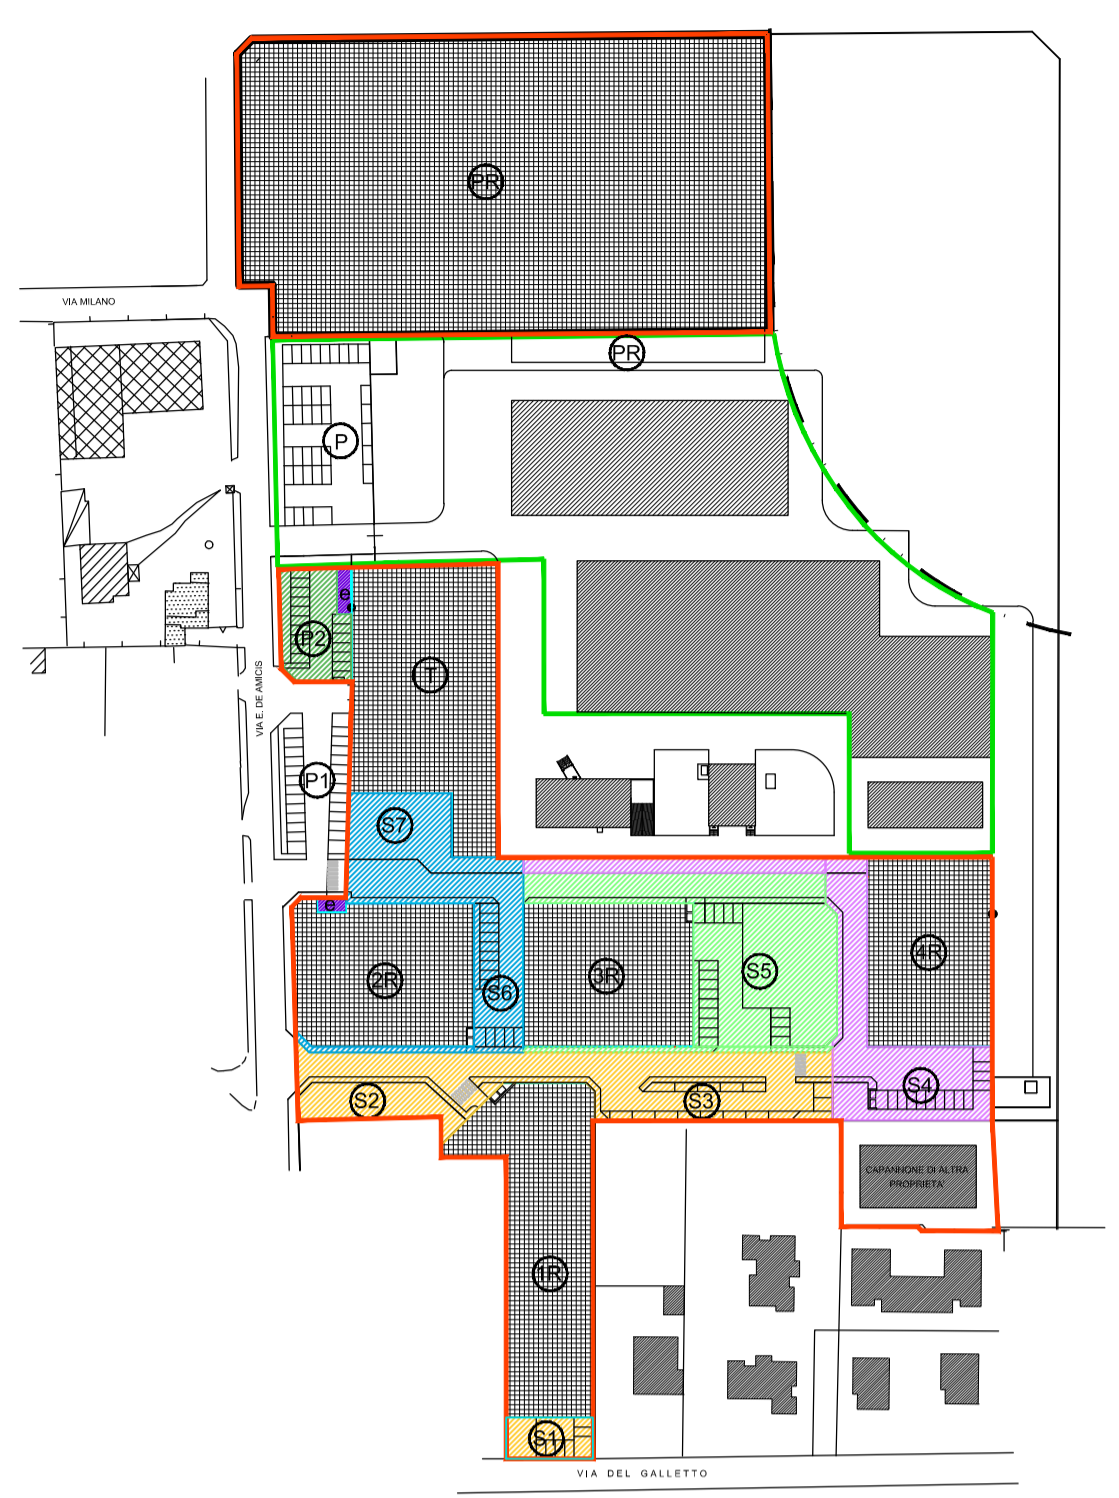 PR
VIA MILANO
PR
P
P2
T
VIA E. DE AMICIS
P1
S7
4R
2R
3R
S5
S6
S4
S2
S3
CAPANNONE DI ALTRA
PROPRIETA'
1R
S1
VIA DEL GALLETTO